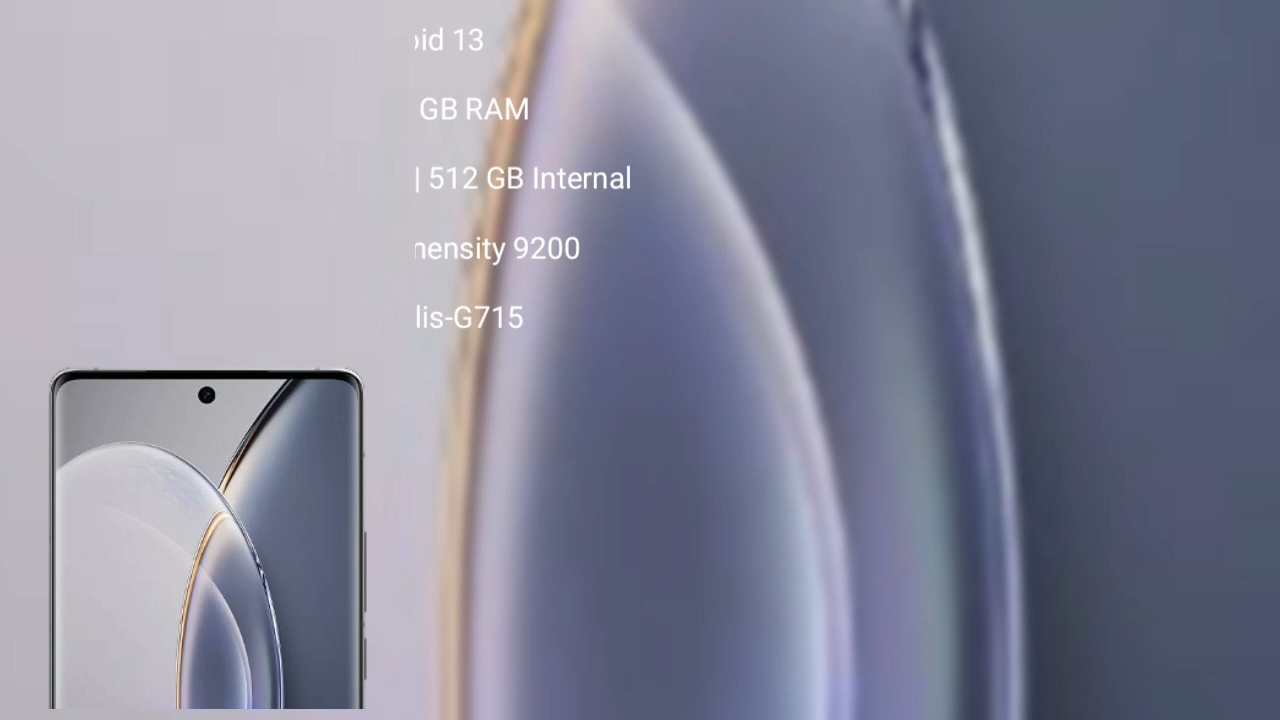 oid 13
GB RAM
| 512 GB Internal
nensity 9200
lis-G715